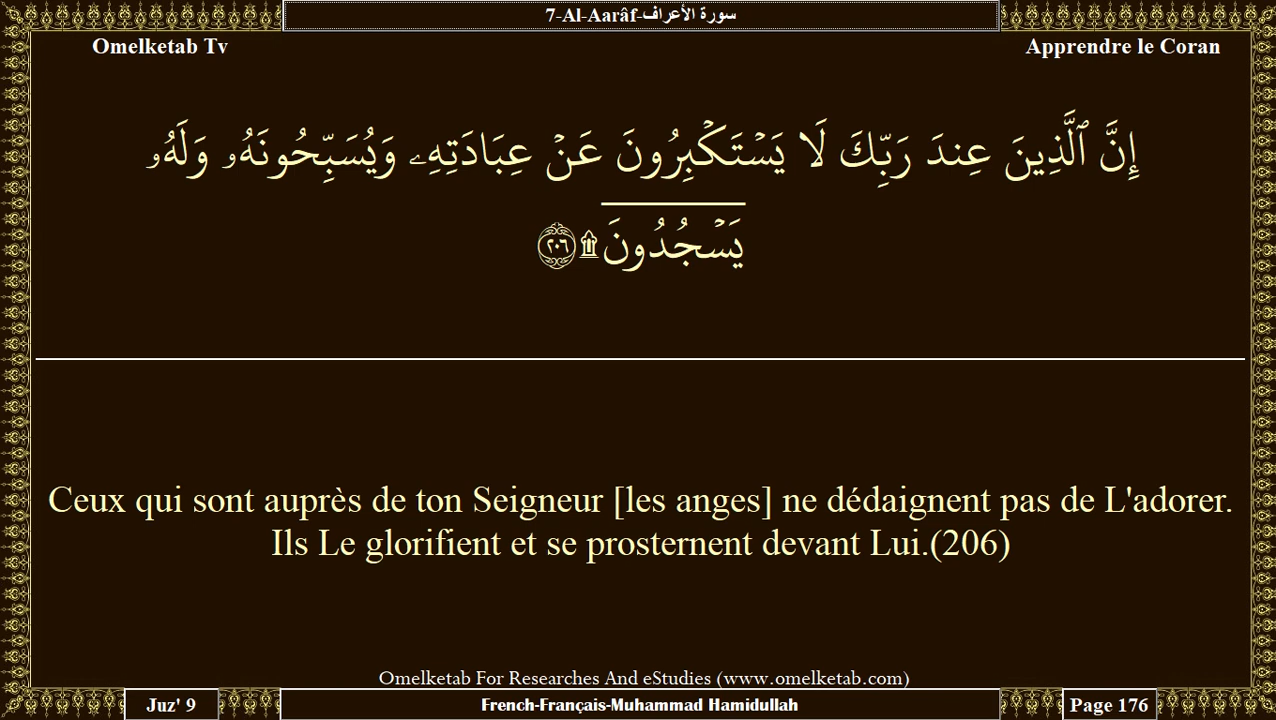 7-Al-Aarâf-سورة الأعراف
Omelketab Tv
Apprendre le Coran
إِنَّ ٱلَّذِينَ عِندَ رَبِّكَ لَا يَسۡتَكۡبِرُونَ عَنۡ عِبَادَتِهِۦ وَيُسَبِّحُونَهُۥ وَلَهُۥ
يَسۡجُدُونَ۩ ٢٠٦
Ceux qui sont auprès de ton Seigneur [les anges] ne dédaignent pas de L'adorer.
Ils Le glorifient et se prosternent devant Lui.(206)
Omelketab For Researches And eStudies (www.omelketab.com)
Juz' 9
French-Français-Muhammad Hamidullah
Page 176